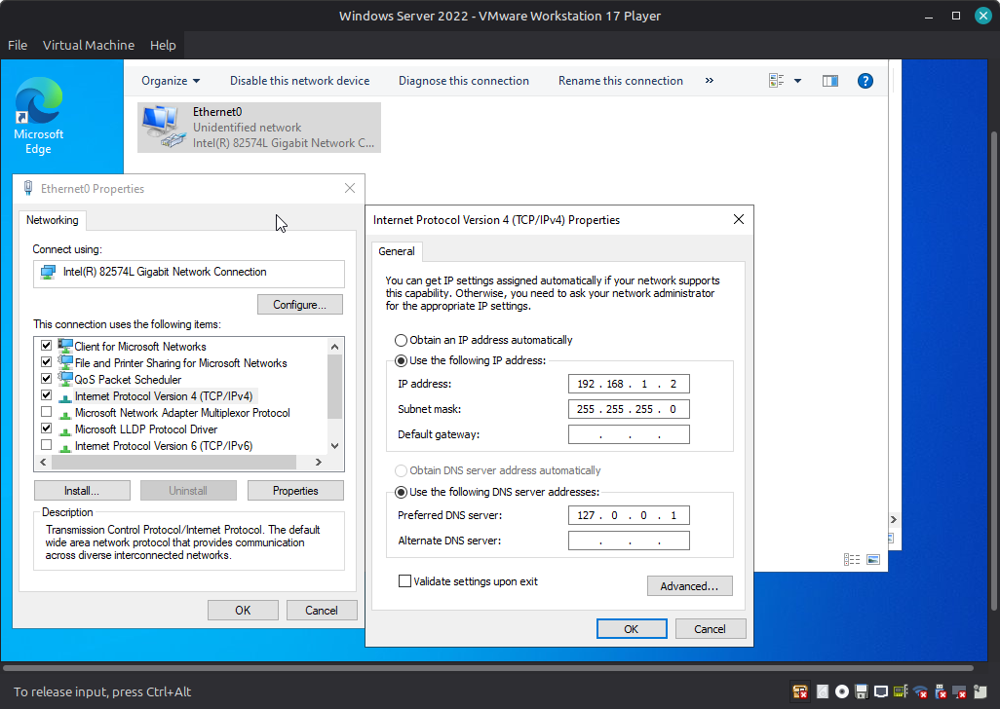 Windows Server 2022 - VMware Workstation 17 Player
File Virtual Machine Help
Microsoft
Edge
Organize Disable this network device Diagnose this connection Rename this connection »
Ethernet0
Unidentified network
Intel(R) 82574L Gigabit Network C...
Ethernet0 Properties
Networking
Connect using:
Intel(R) 82574L Gigabit Network Connection
Configure...
This connection uses the following items:
Client for Microsoft Networks
File and Printer Sharing for Microsoft Networks
QoS Packet Scheduler
Internet Protocol Version 4 (TCP/IPv4)
Microsoft Network Adapter Multiplexor Protocol
Microsoft LLDP Protocol Driver
Internet Protocol Version 6 (TCP/IPv6)
Install... Uninstall Properties
Description
Transmission Control Protocol/Internet Protocol. The default
wide area network protocol that provides communication
across diverse interconnected networks.
OK Cancel
Internet Protocol Version 4 (TCP/IPv4) Properties
General
You can get IP settings assigned automatically if your network supports
this capability. Otherwise, you need to ask your network administrator
for the appropriate IP settings.
Obtain an IP address automatically
Use the following IP address:
IP address: 192 . 168 . 1 . 2
Subnet mask: 255 . 255 . 255 . 0
Default gateway: . . .
Obtain DNS server address automatically
Use the following DNS server addresses:
Preferred DNS server: 127 . 0 . 0 . 1
Alternate DNS server: . . .
Validate settings upon exit
Advanced...
OK Cancel
To release input, press Ctrl+Alt